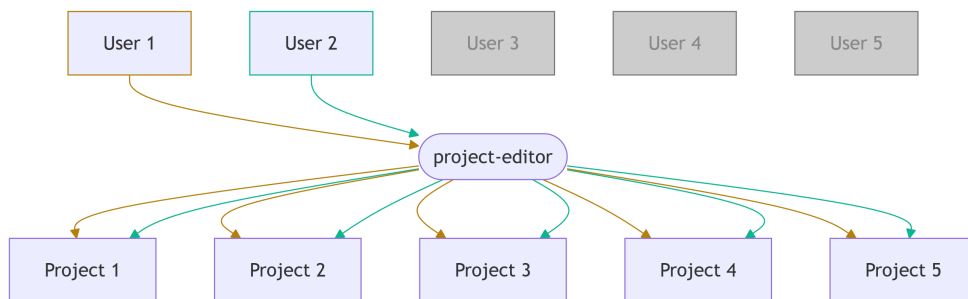 User 1
User 2
User 3
User 4
User 5
project-editor
Project 1
Project 2
Project 3
Project 4
Project 5